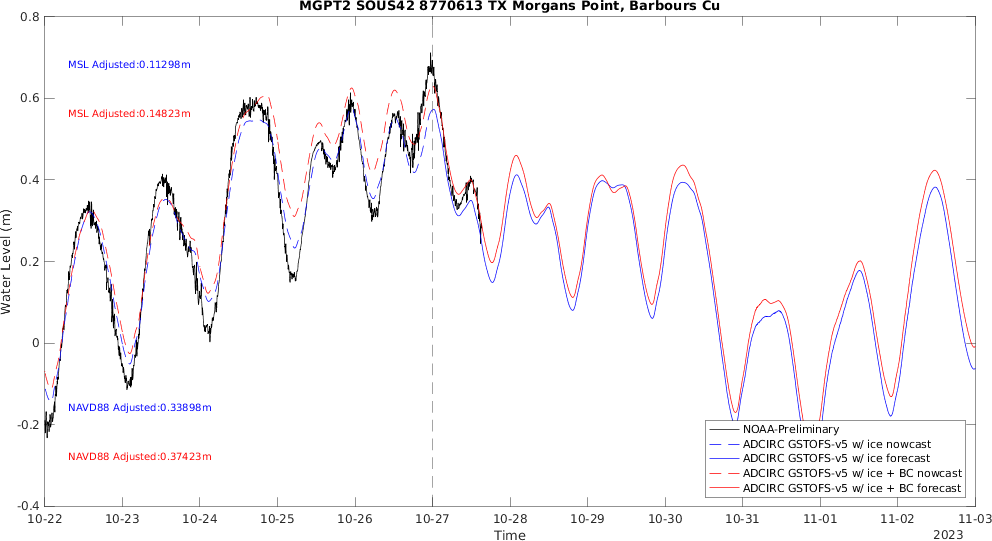 MGPT2 SOUS42 8770613 TX Morgans Point, Barbours Cu
0.8
0.6
0.4
0.2
0
-0.2
-0.4
Water Level (m)
MSL Adjusted:0.11298m
MSL Adjusted:0.14823m
NAVD88 Adjusted:0.33898m
NAVD88 Adjusted:0.37423m
NOAA-Preliminary
ADCIRC GSTOFS-v5 w/ ice nowcast
ADCIRC GSTOFS-v5 w/ ice forecast
ADCIRC GSTOFS-v5 w/ ice + BC nowcast
ADCIRC GSTOFS-v5 w/ ice + BC forecast
10-22 10-23 10-24 10-25 10-26 10-27 10-28 10-29 10-30 10-31 11-01 11-02 11-03
Time
2023